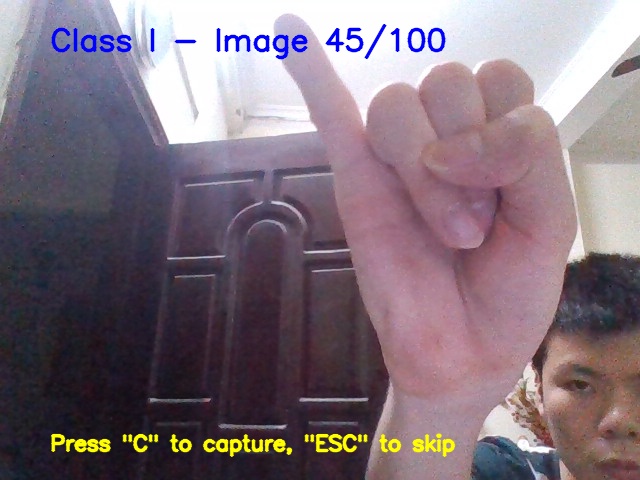 Class I - Image 45/100
Press "C" to capture, "ESC" to skip